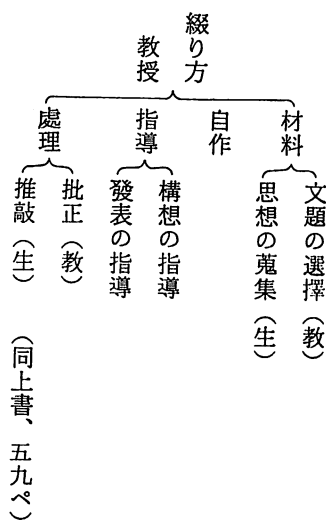 綴り方
教授
材料
文題の選擇（教）
思想の蒐集（生）
自作
指導
構想の指導
發表の指導
處理
批正（教）
推敲（生）
（同上書、五九ペ）